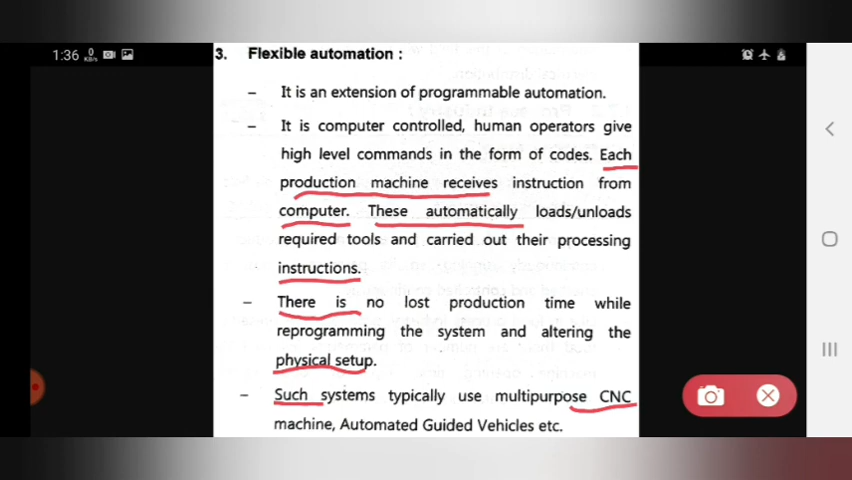 1:36 0 KB/s
3. Flexible automation :
– It is an extension of programmable automation.
– It is computer controlled, human operators give
high level commands in the form of codes. Each
production machine receives instruction from
computer. These automatically loads/unloads
required tools and carried out their processing
instructions.
– There is no lost production time while
reprogramming the system and altering the
physical setup.
– Such systems typically use multipurpose CNC
machine, Automated Guided Vehicles etc.